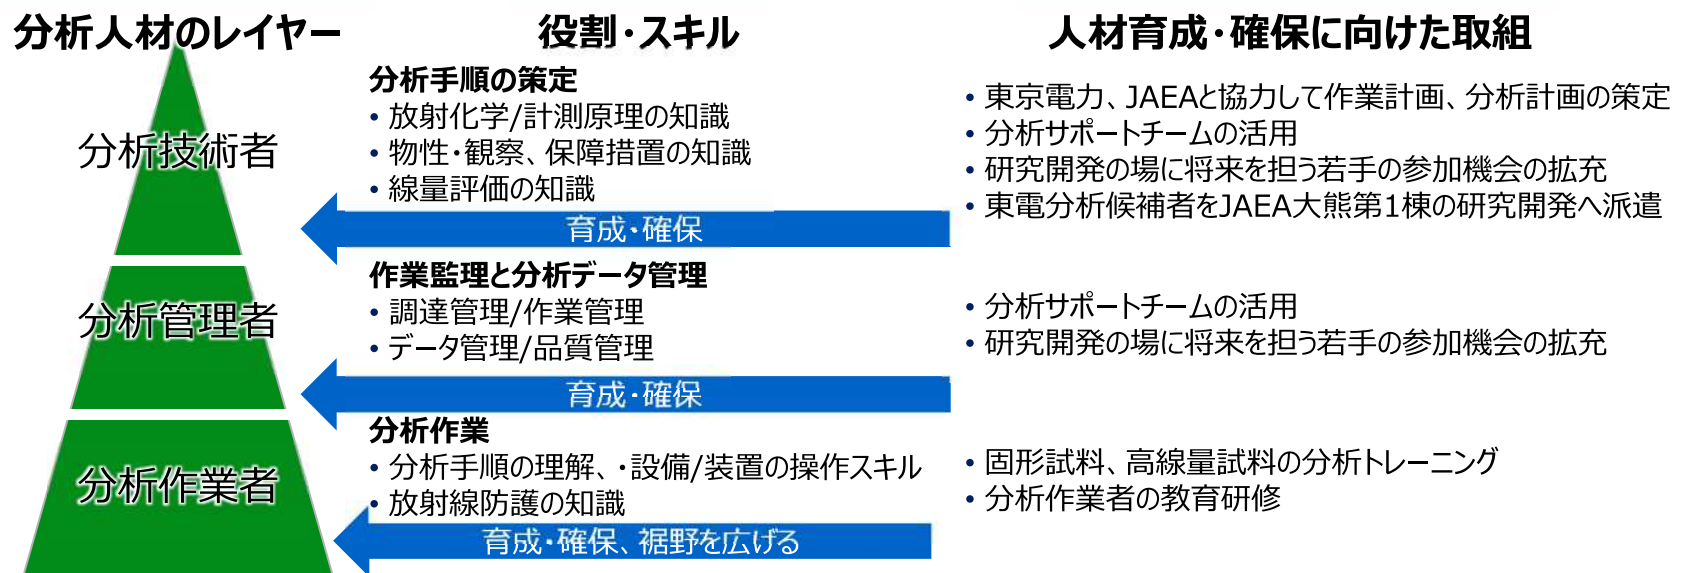 分析人材のレイヤー
役割・スキル
人材育成・確保に向けた取組
分析技術者
分析手順の策定
• 放射化学/計測原理の知識
• 物性・観察、保障措置の知識
• 線量評価の知識
• 東京電力、JAEAと協力して作業計画、分析計画の策定
• 分析サポートチームの活用
• 研究開発の場に将来を担う若手の参加機会の拡充
• 東電分析候補者をJAEA大熊第1棟の研究開発へ派遣
育成・確保
分析管理者
作業監理と分析データ管理
• 調達管理/作業管理
• データ管理/品質管理
• 分析サポートチームの活用
• 研究開発の場に将来を担う若手の参加機会の拡充
育成・確保
分析作業者
分析作業
• 分析手順の理解、・設備/装置の操作スキル
• 放射線防護の知識
• 固形試料、高線量試料の分析トレーニング
• 分析作業者の教育研修
育成・確保、裾野を広げる